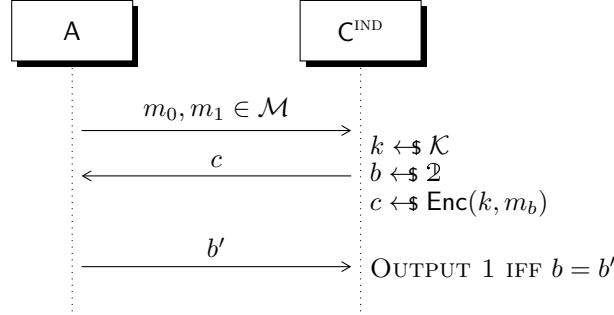 A
C^IND
m_0, m_1 ∈ ℳ
k ←$ 𝒦
c
b ←$ 𝟚
c ←$ Enc(k, m_b)
b′
OUTPUT 1 IFF b = b′